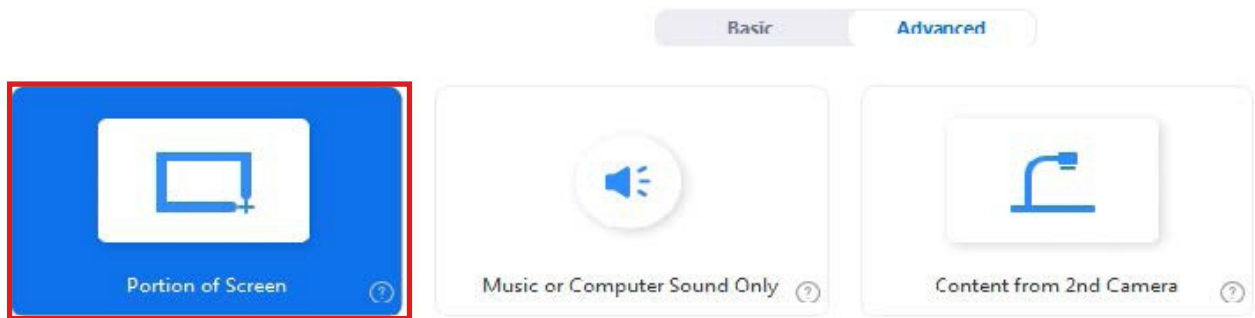 Basic Advanced
Portion of Screen
Music or Computer Sound Only
Content from 2nd Camera